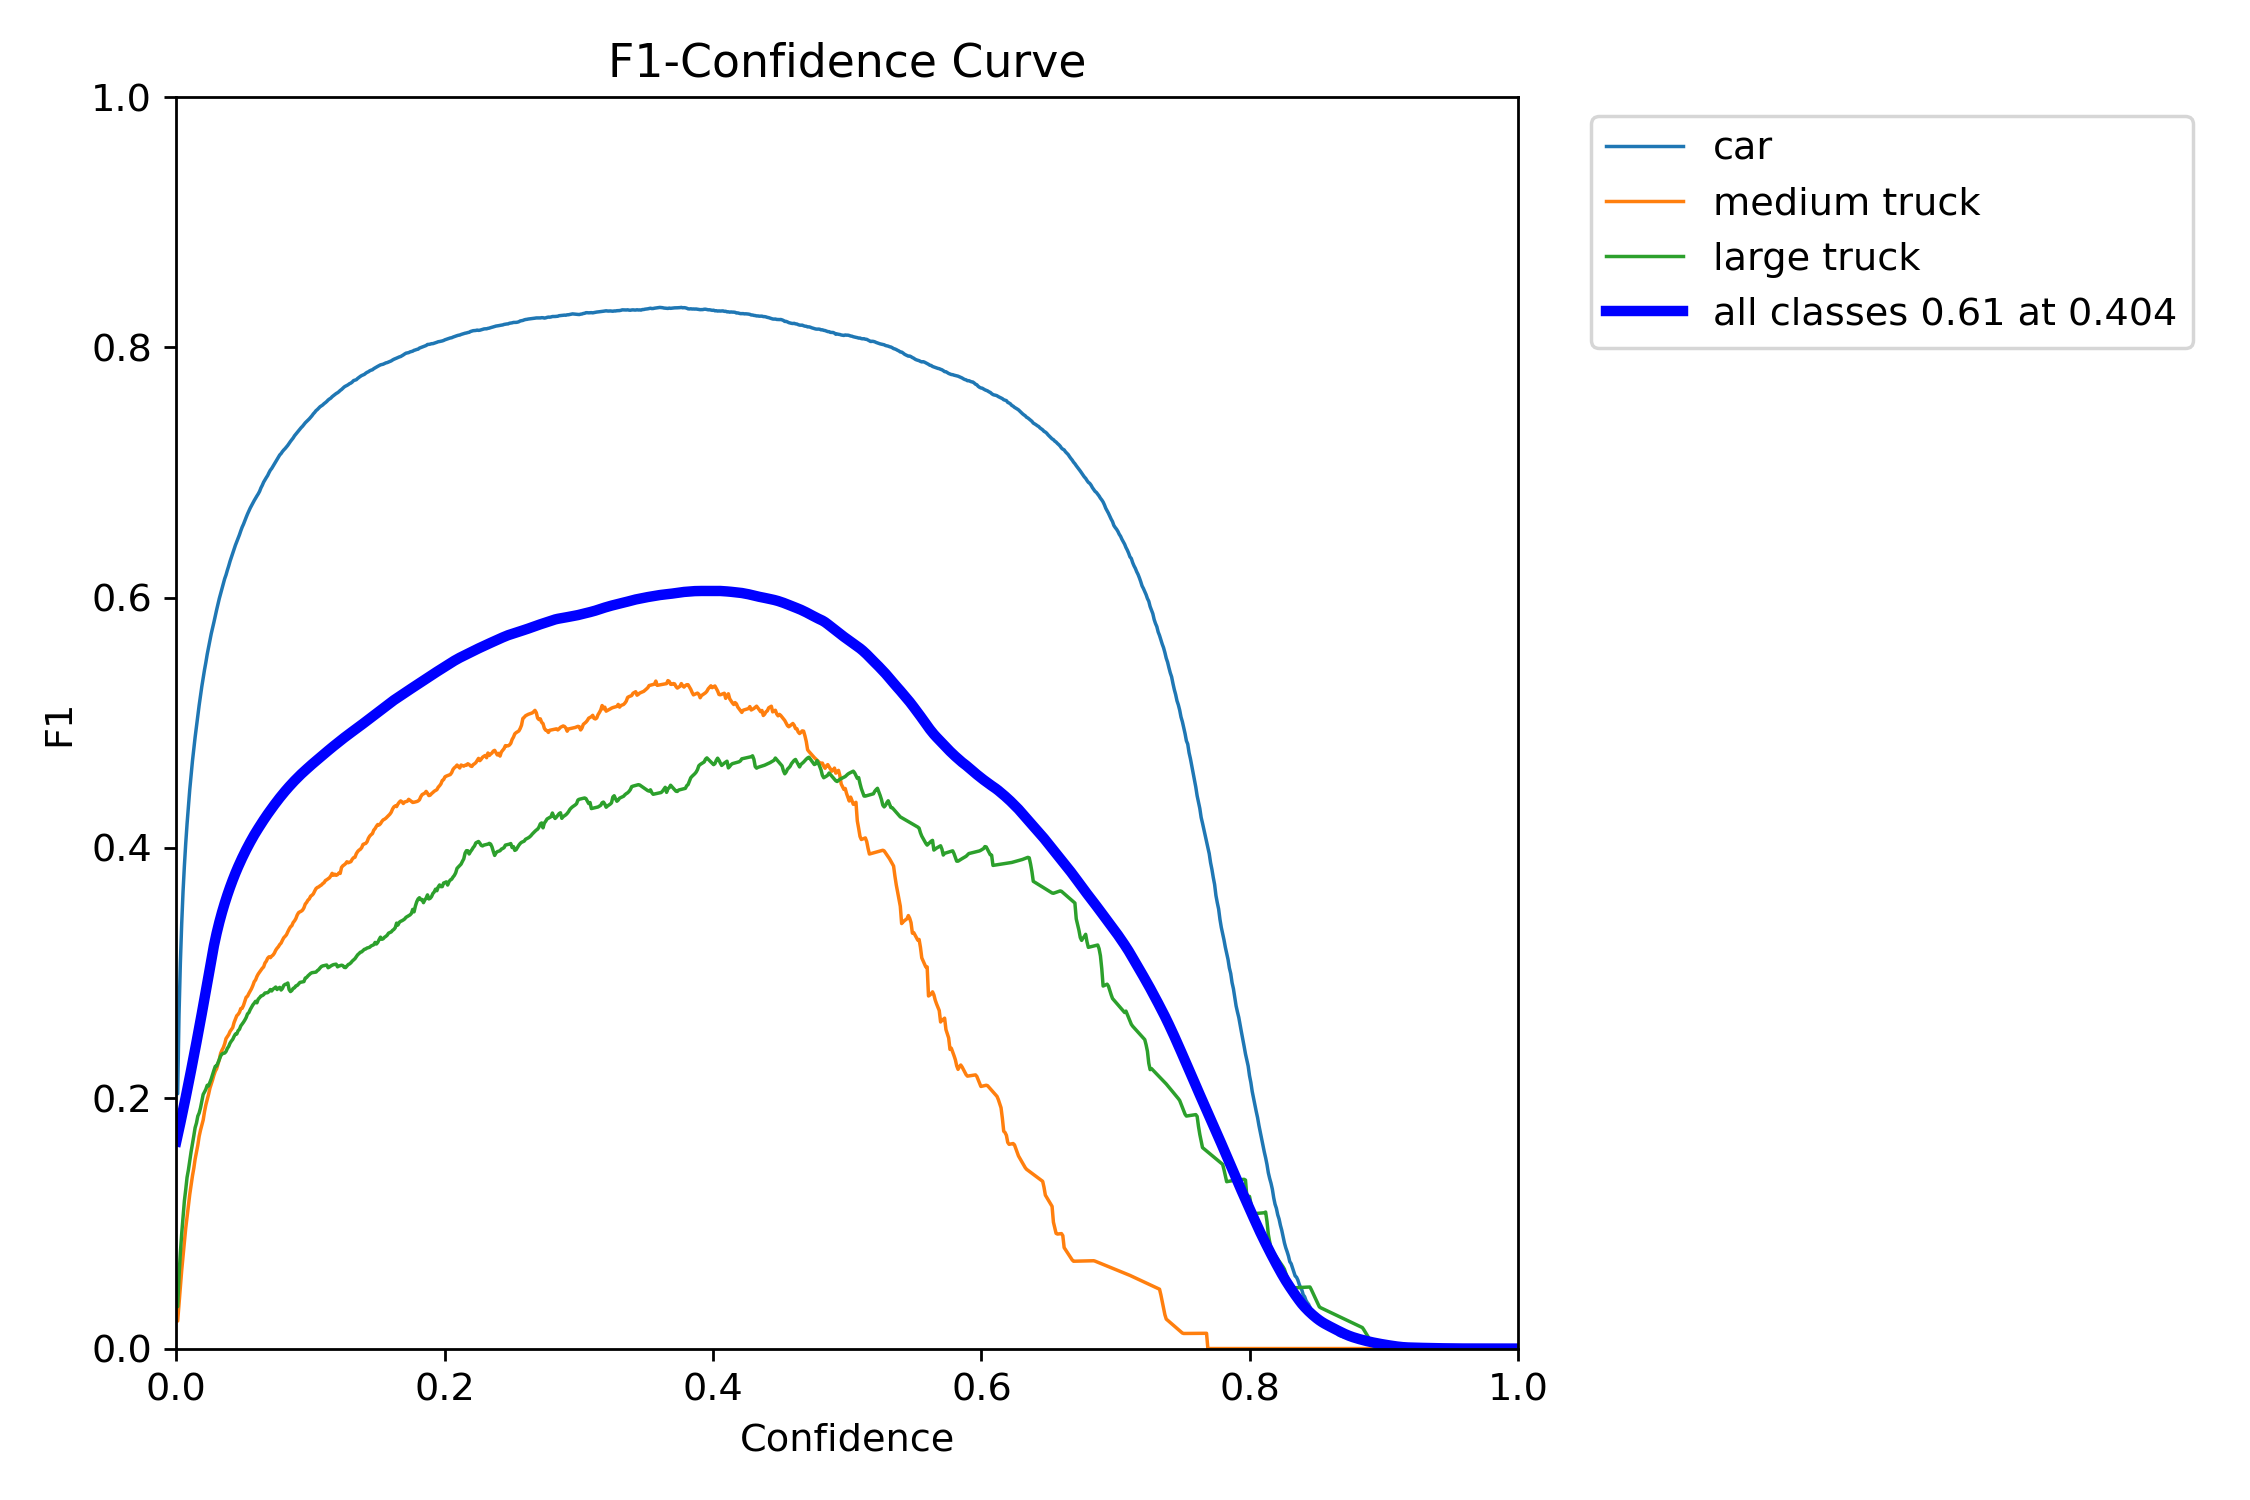 F1-Confidence Curve
1.0
0.8
0.6
0.4
0.2
0.0
F1
0.0 0.2 0.4 0.6 0.8 1.0
Confidence
car
medium truck
large truck
all classes 0.61 at 0.404